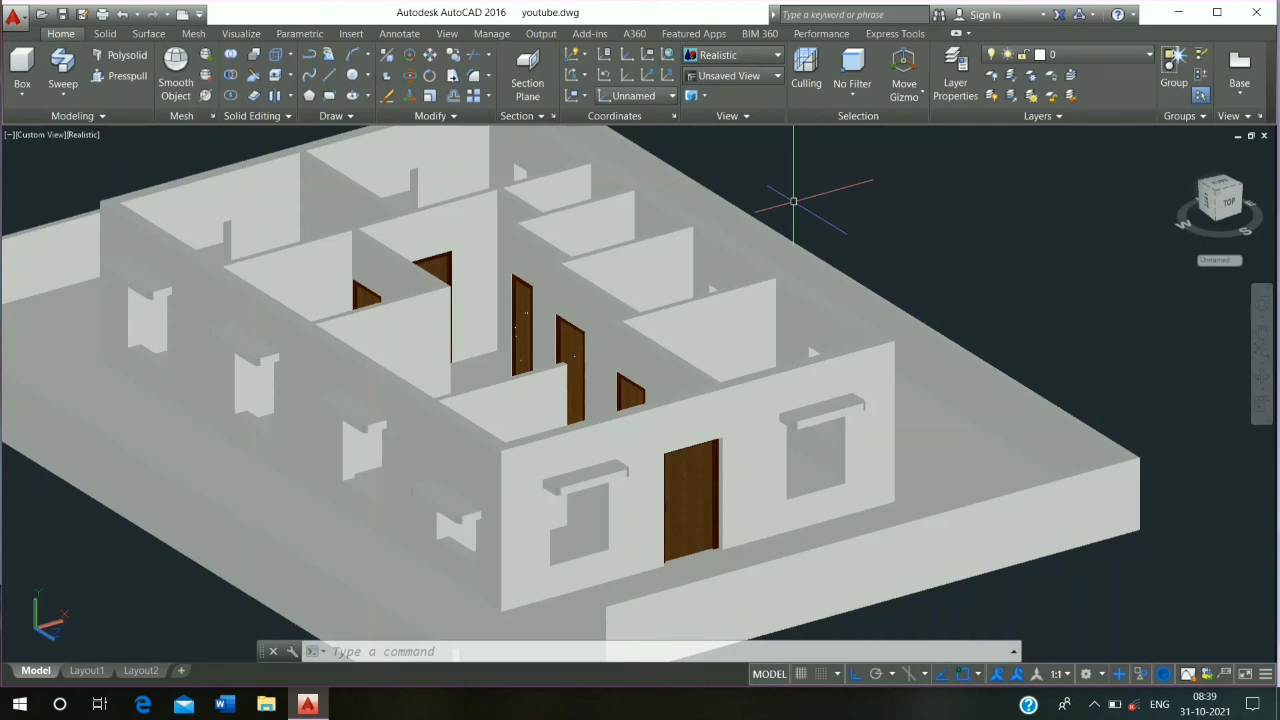 Autodesk AutoCAD 2016 youtube.dwg
Type a keyword or phrase
Sign In
Home Solid Surface Mesh Visualize Parametric Insert Annotate View Manage Output Add-ins A360 Featured Apps BIM 360 Performance Express Tools
Box
Sweep
Polysolid
Presspull
Smooth Object
Section Plane
Realistic
Unsaved View
Unnamed
Culling
No Filter
Move Gizmo
Layer Properties
0
Group
Base
Modeling
Mesh
Solid Editing
Draw
Modify
Section
Coordinates
View
Selection
Layers
Groups
View
[−][Custom View][Realistic]
TOP
W
S
E
Unnamed
Y
X
Z
Type a command
Model Layout1 Layout2
MODEL
1:1
ENG
08:39
31-10-2021